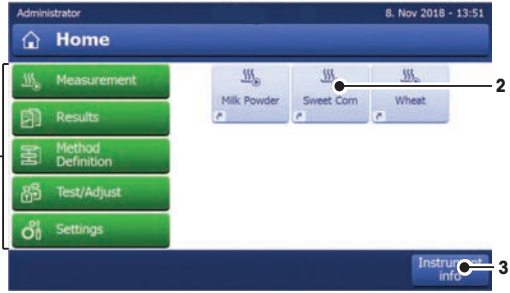 Administrator 8. Nov 2018 - 13:51
Home
Measurement
Results
Method
Definition
Test/Adjust
Settings
Milk Powder Sweet Corn Wheat
2
Instrument
info
3